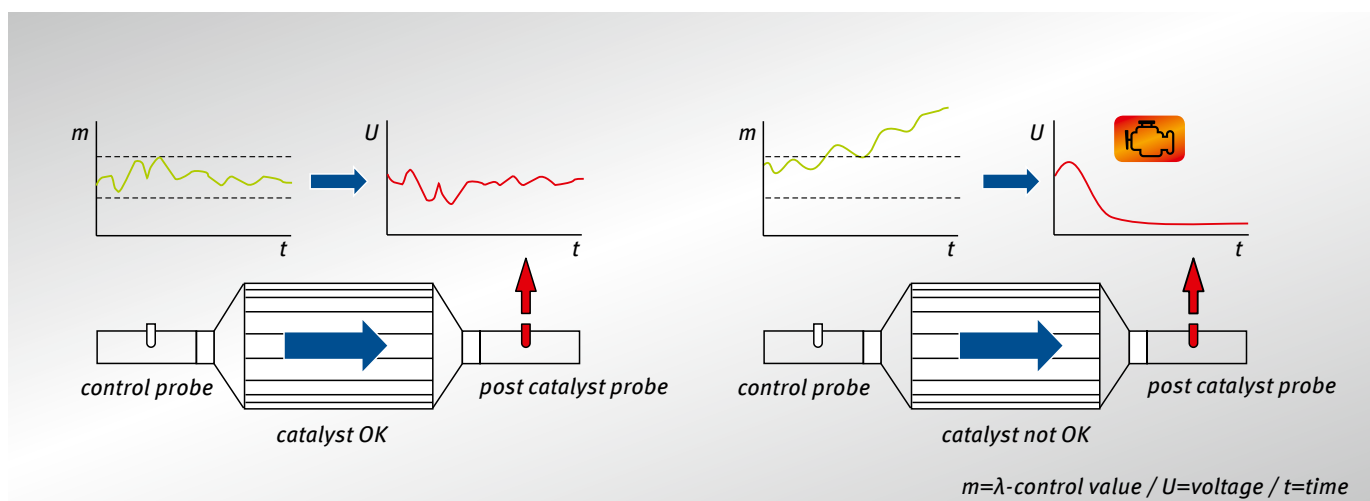 m
U
t
t
control probe
post catalyst probe
catalyst OK
m
U
t
t
control probe
post catalyst probe
catalyst not OK
m=λ-control value / U=voltage / t=time